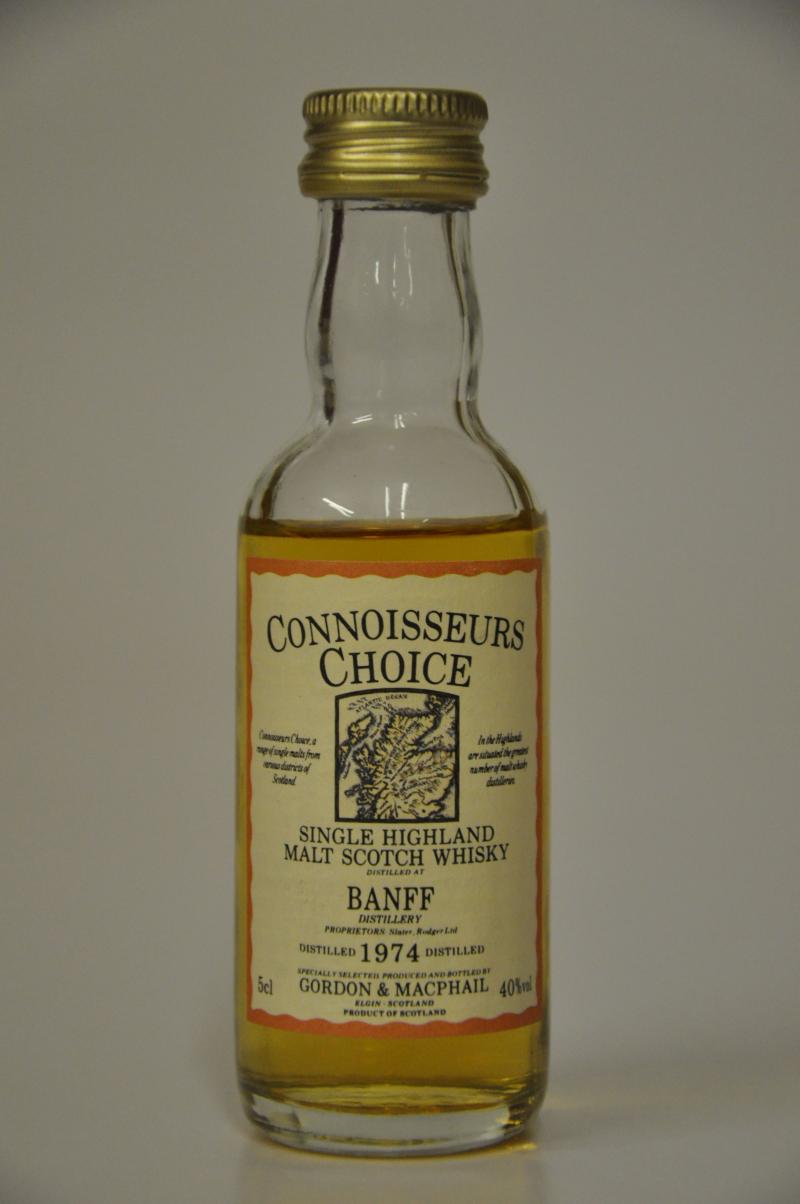 CONNOISSEURS
CHOICE
ATLANTIC OCEAN
Connoisseurs Choice, a
range of single malts from
various districts of
Scotland.
In the Highlands
are situated the greatest
number of malt whisky
distilleries.
SINGLE HIGHLAND
MALT SCOTCH WHISKY
DISTILLED AT
BANFF
DISTILLERY
PROPRIETORS Slater, Rodger Ltd
DISTILLED 1974 DISTILLED
SPECIALLY SELECTED PRODUCED AND BOTTLED BY
5cl GORDON & MACPHAIL 40%vol
ELGIN - SCOTLAND
PRODUCT OF SCOTLAND